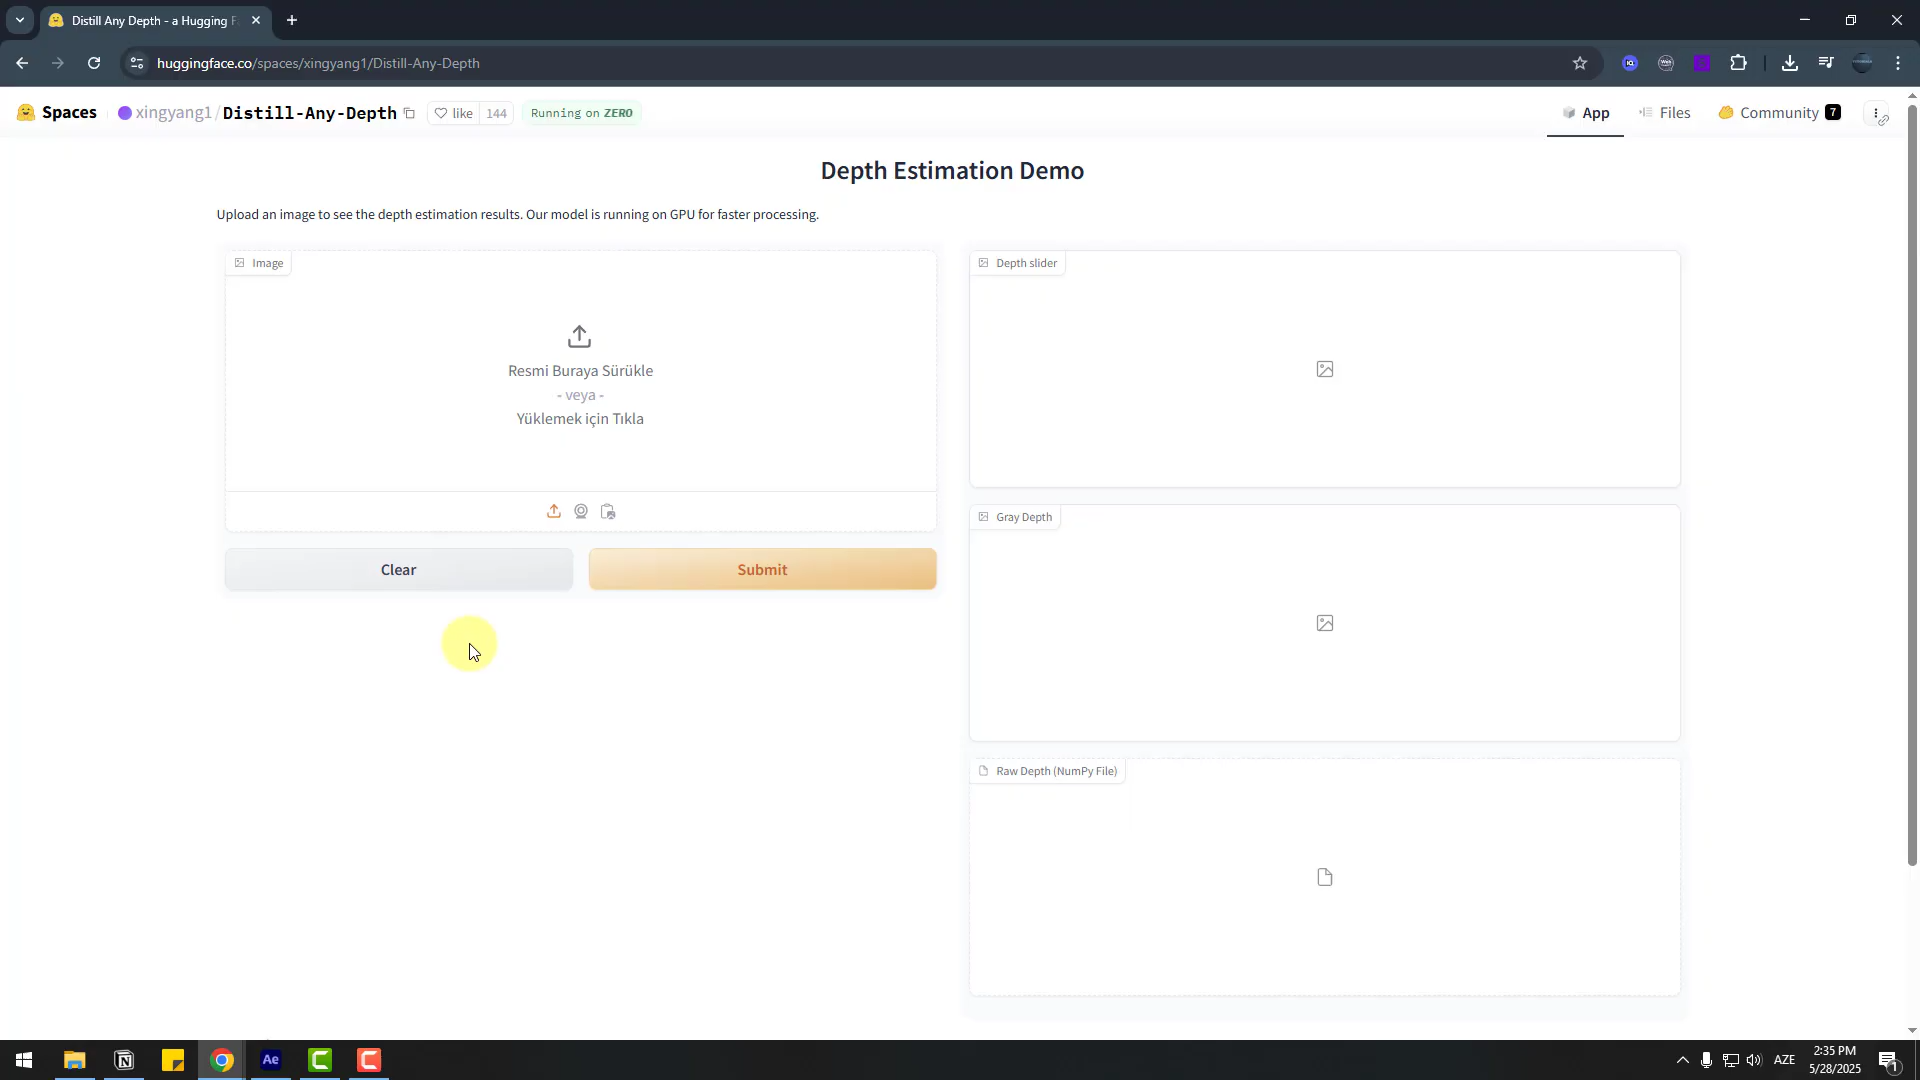 Distill Any Depth - a Hugging F
huggingface.co/spaces/xingyang1/Distill-Any-Depth
Spaces
xingyang1/Distill-Any-Depth
like 144
Running on ZERO
App
Files
Community 7
Depth Estimation Demo
Upload an image to see the depth estimation results. Our model is running on GPU for faster processing.
Image
Resmi Buraya Sürükle
- veya -
Yüklemek için Tıkla
Clear
Submit
Depth slider
Gray Depth
Raw Depth (NumPy File)
Ae
AZE
2:35 PM
5/28/2025
1